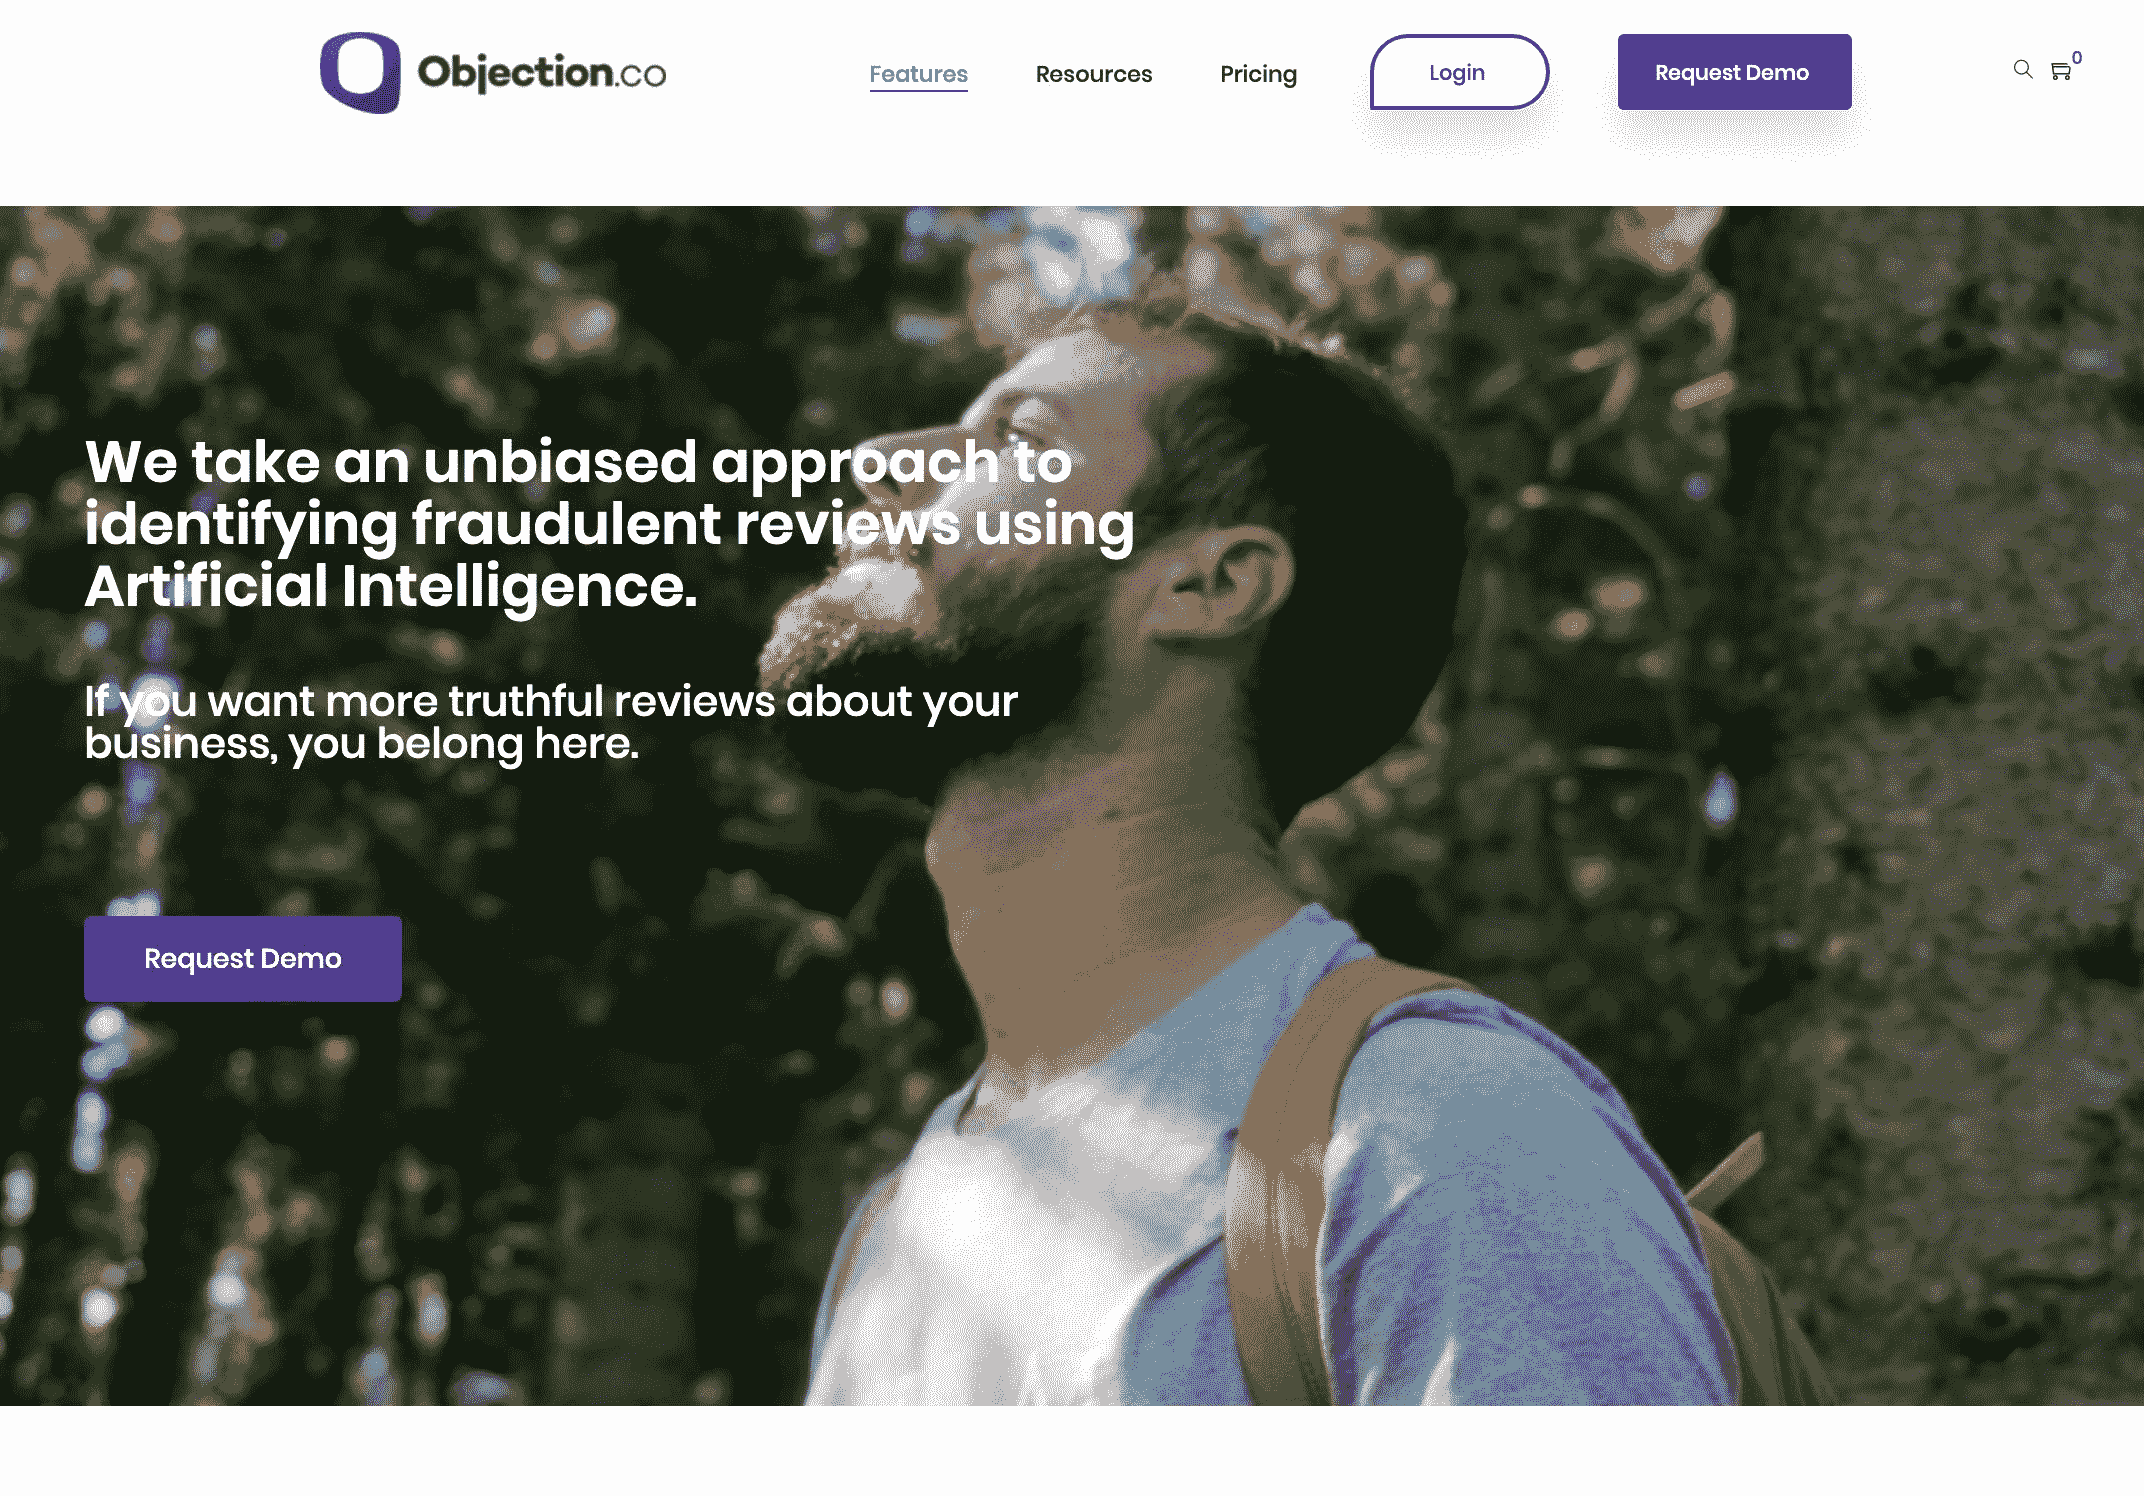 Objection.co
Features
Resources
Pricing
Login
Request Demo
0
We take an unbiased approach to
identifying fraudulent reviews using
Artificial Intelligence.
If you want more truthful reviews about your
business, you belong here.
Request Demo